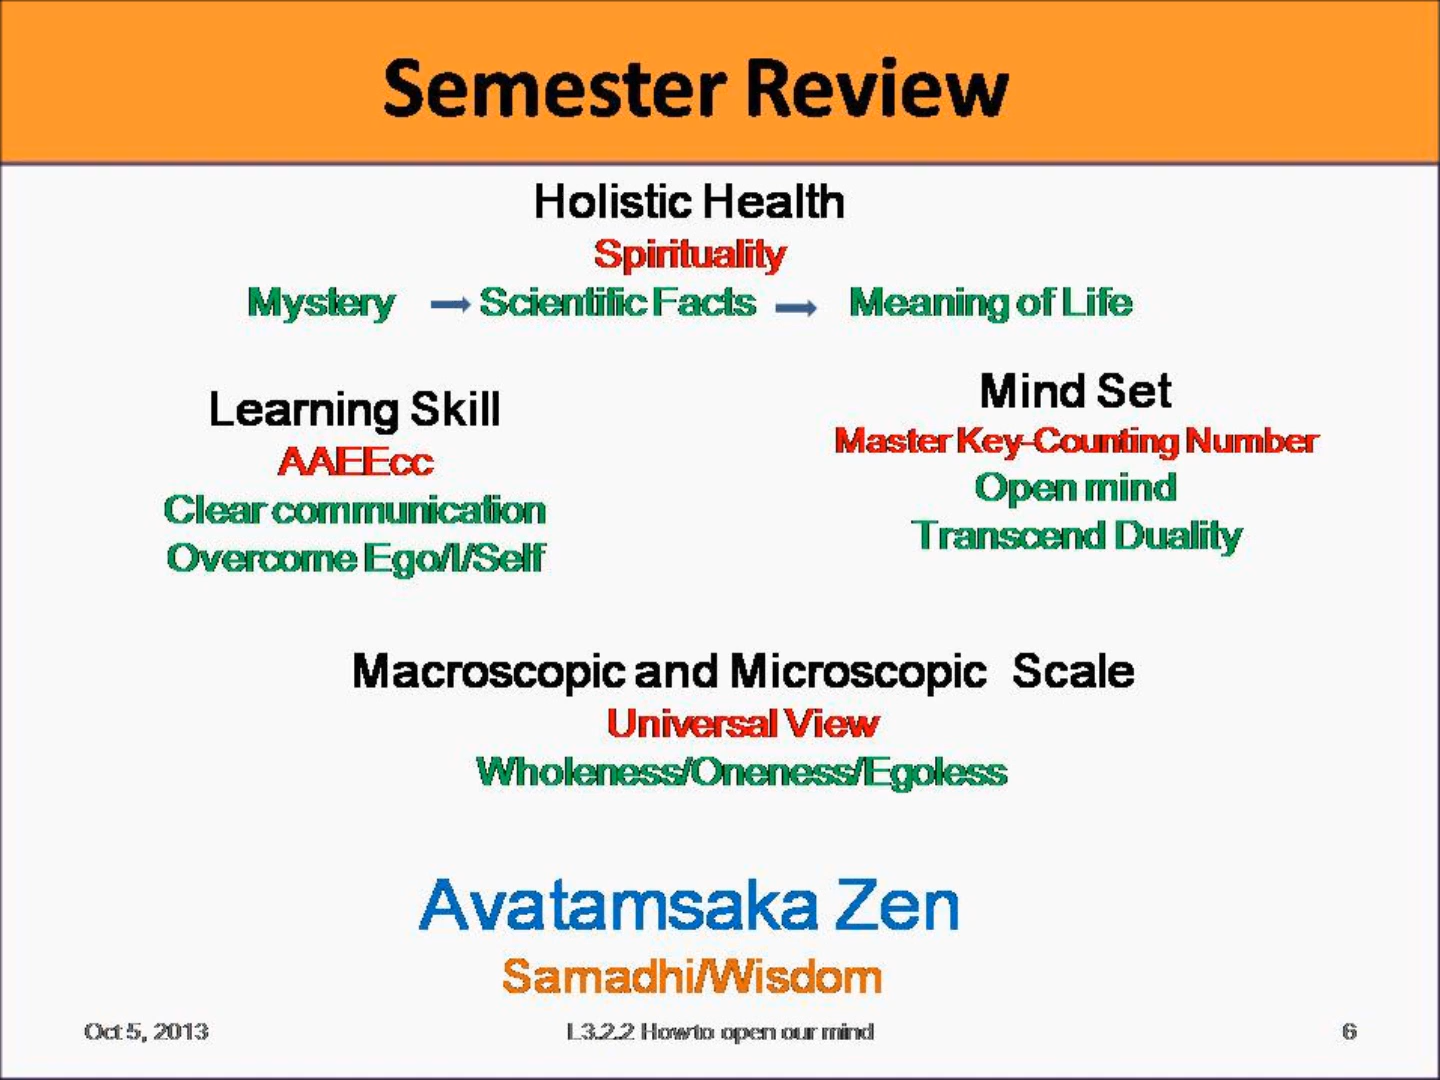 Semester Review
Holistic Health
Spirituality
Mystery → Scientific Facts → Meaning of Life
Learning Skill
AAEEcc
Clear communication
Overcome Ego/I/Self
Mind Set
Master Key-Counting Number
Open mind
Transcend Duality
Macroscopic and Microscopic Scale
Universal View
Wholeness/Oneness/Egoless
Avatamsaka Zen
Samadhi/Wisdom
Oct 5, 2013 L3.2.2 How to open our mind 6